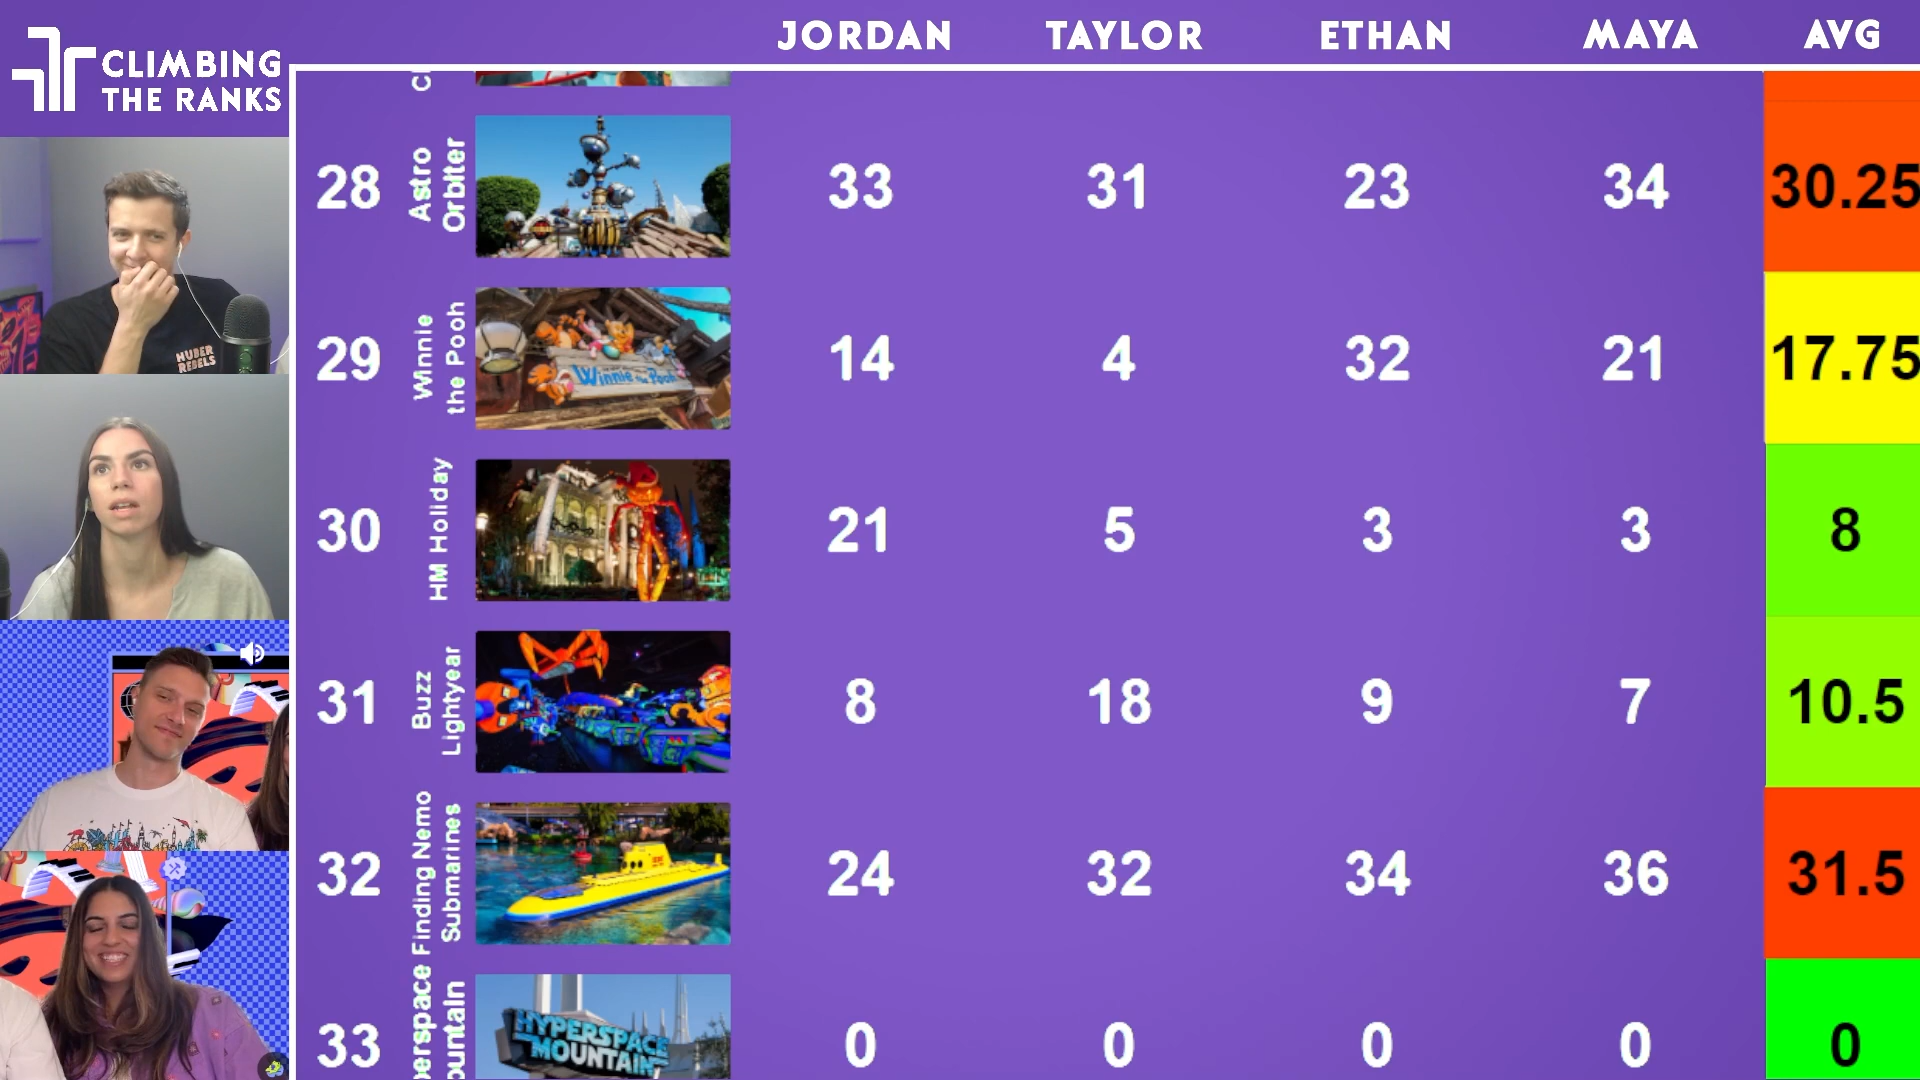 CLIMBING
THE RANKS
JORDAN TAYLOR ETHAN MAYA AVG
28 Astro Orbiter 33 31 23 34 30.25
29 Winnie the Pooh Winnie the Pooh 14 4 32 21 17.75
30 HM Holiday 21 5 3 3 8
31 Buzz Lightyear 8 18 9 7 10.5
32 Finding Nemo Submarines 24 32 34 36 31.5
33 HYPERSPACE MOUNTAIN 0 0 0 0 0
HUBER
REBELS